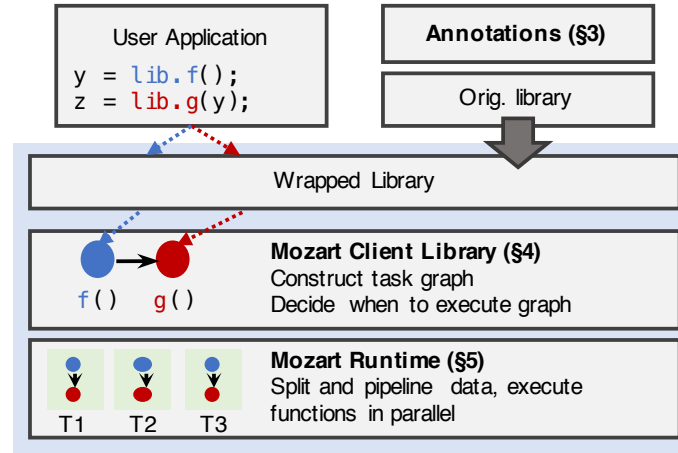 User Application
y = lib.f();
z = lib.g(y);
Annotations (§3)
Orig. library
Wrapped Library
f() g()
Mozart Client Library (§4)
Construct task graph
Decide when to execute graph
T1 T2 T3
Mozart Runtime (§5)
Split and pipeline data, execute
functions in parallel